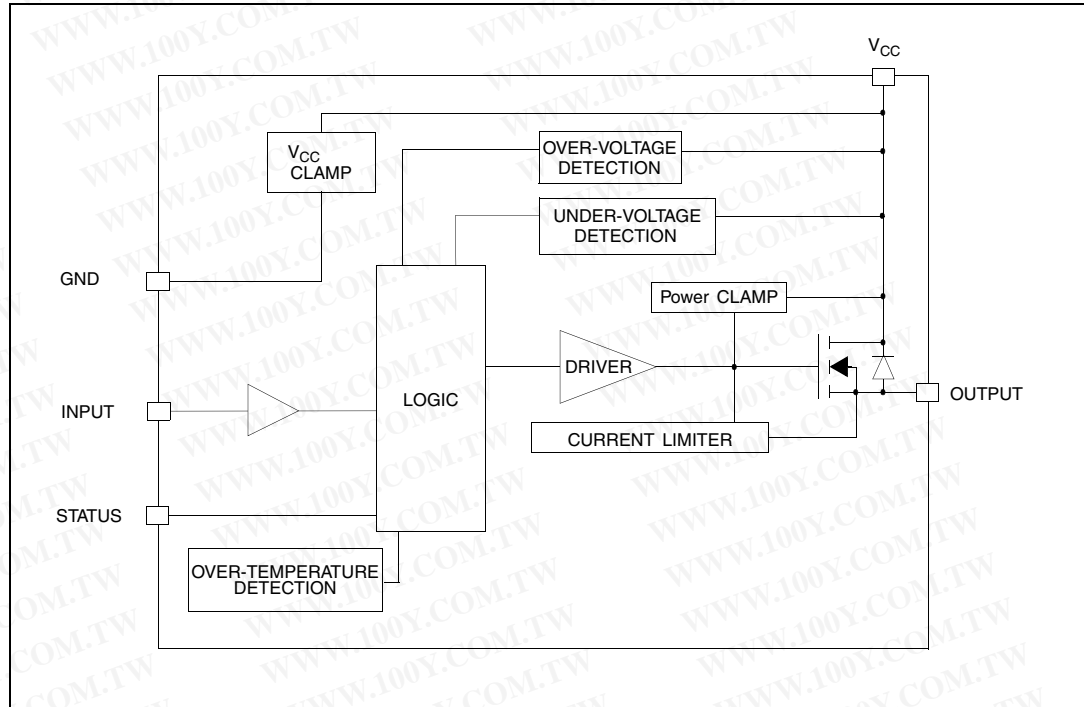 VCC
VCC
CLAMP
OVER-VOLTAGE
DETECTION
UNDER-VOLTAGE
DETECTION
GND
Power CLAMP
DRIVER
LOGIC
INPUT
OUTPUT
CURRENT LIMITER
STATUS
OVER-TEMPERATURE
DETECTION
WWW.100Y.COM.TW